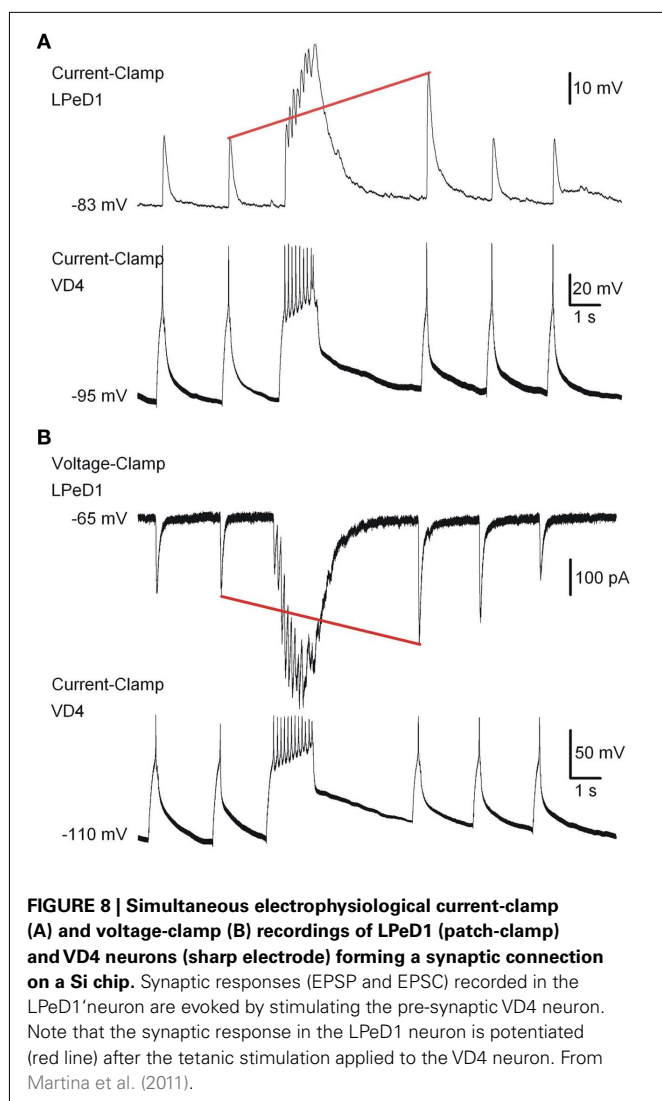 A
Current-Clamp
LPeD1
10 mV
-83 mV
Current-Clamp
VD4
20 mV
1 s
-95 mV
B
Voltage-Clamp
LPeD1
-65 mV
100 pA
Current-Clamp
VD4
50 mV
1 s
-110 mV
FIGURE 8 | Simultaneous electrophysiological current-clamp
(A) and voltage-clamp (B) recordings of LPeD1 (patch-clamp)
and VD4 neurons (sharp electrode) forming a synaptic connection
on a Si chip. Synaptic responses (EPSP and EPSC) recorded in the
LPeD1‘neuron are evoked by stimulating the pre-synaptic VD4 neuron.
Note that the synaptic response in the LPeD1 neuron is potentiated
(red line) after the tetanic stimulation applied to the VD4 neuron. From
Martina et al. (2011).